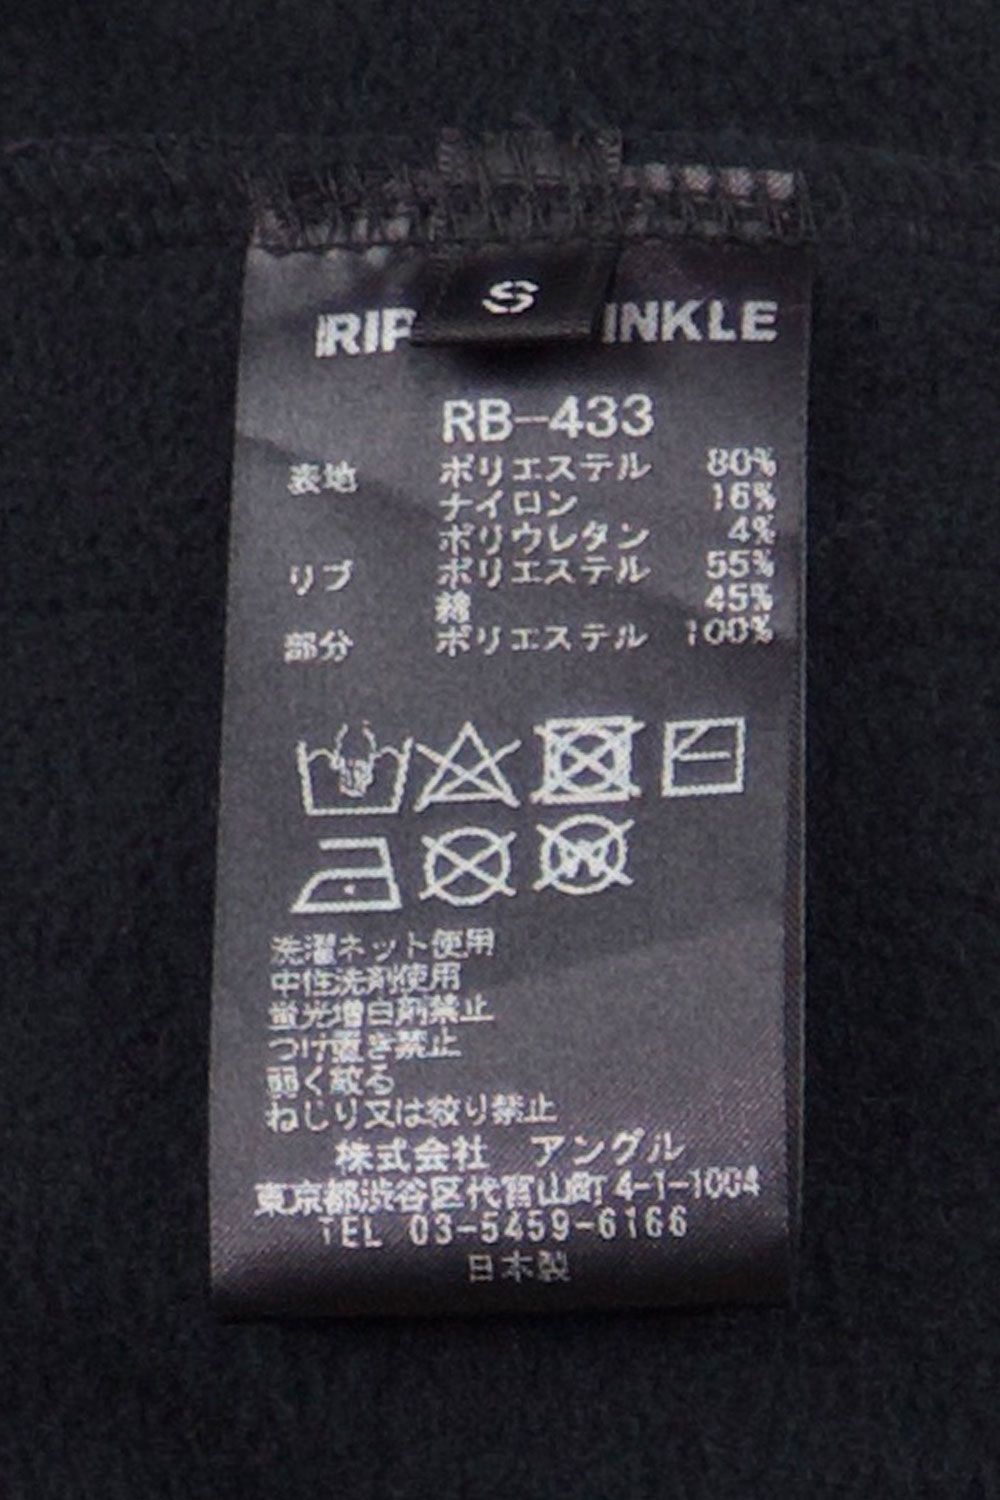 S
RIP INKLE
RB-433
表地 ポリエステル 80%
ナイロン 16%
ポリウレタン 4%
リブ ポリエステル 55%
綿 45%
部分 ポリエステル 100%
W
洗濯ネット使用
中性洗剤使用
蛍光増白剤禁止
つけ置き禁止
弱く絞る
ねじり又は絞り禁止
株式会社 アングル
東京都渋谷区代官山町4-1-1004
TEL 03-5459-6166
日本製